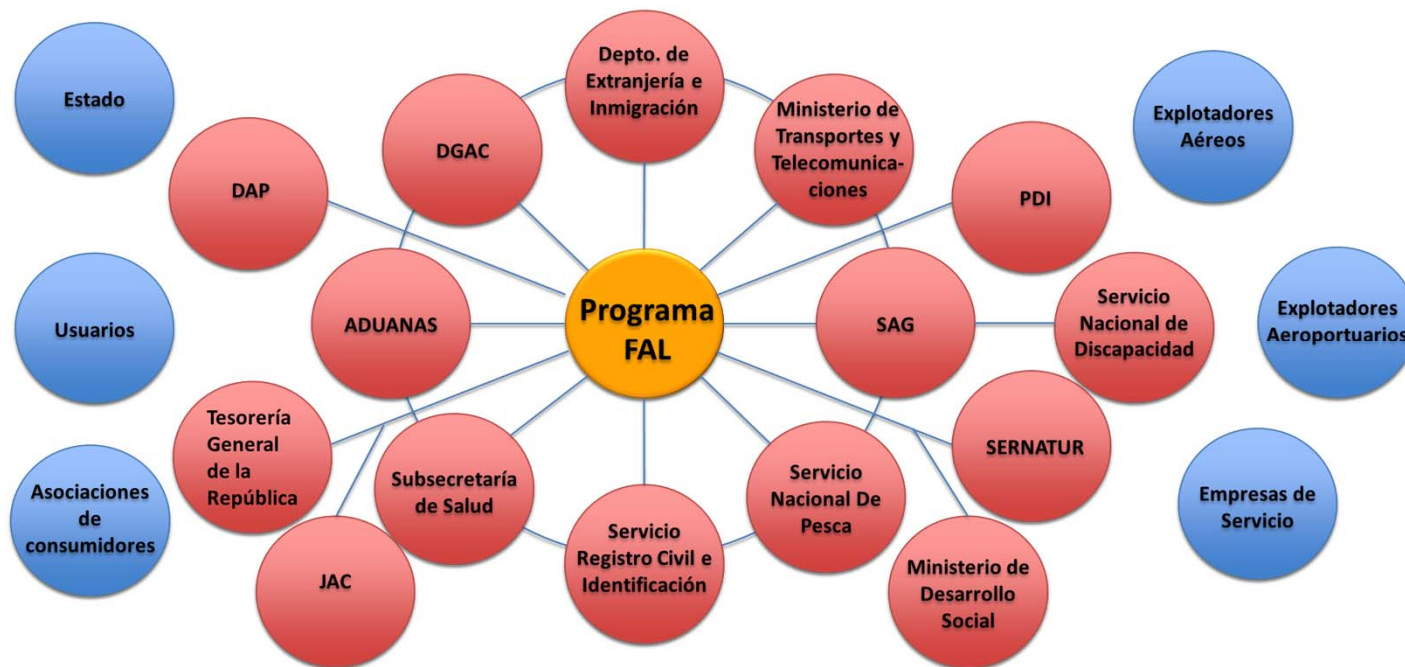 Depto. de
Extranjería e
Inmigración
Estado
DGAC
Ministerio de
Transportes y
Telecomunica-
ciones
Explotadores
Aéreos
DAP
PDI
Usuarios
ADUANAS
Programa
FAL
SAG
Servicio
Nacional de
Discapacidad
Explotadores
Aeroportuarios
Tesorería
General
de la
República
Subsecretaría
de Salud
Servicio
Nacional De
Pesca
SERNATUR
Asociaciones
de
consumidores
Empresas de
Servicio
JAC
Servicio
Registro Civil e
Identificación
Ministerio de
Desarrollo
Social